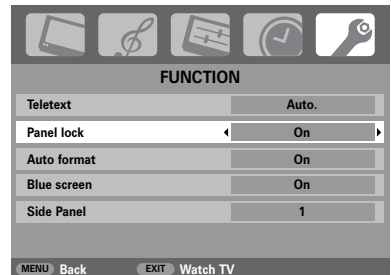 FUNCTION
Teletext Auto.
Panel lock On
Auto format On
Blue screen On
Side Panel 1
MENU Back EXIT Watch TV